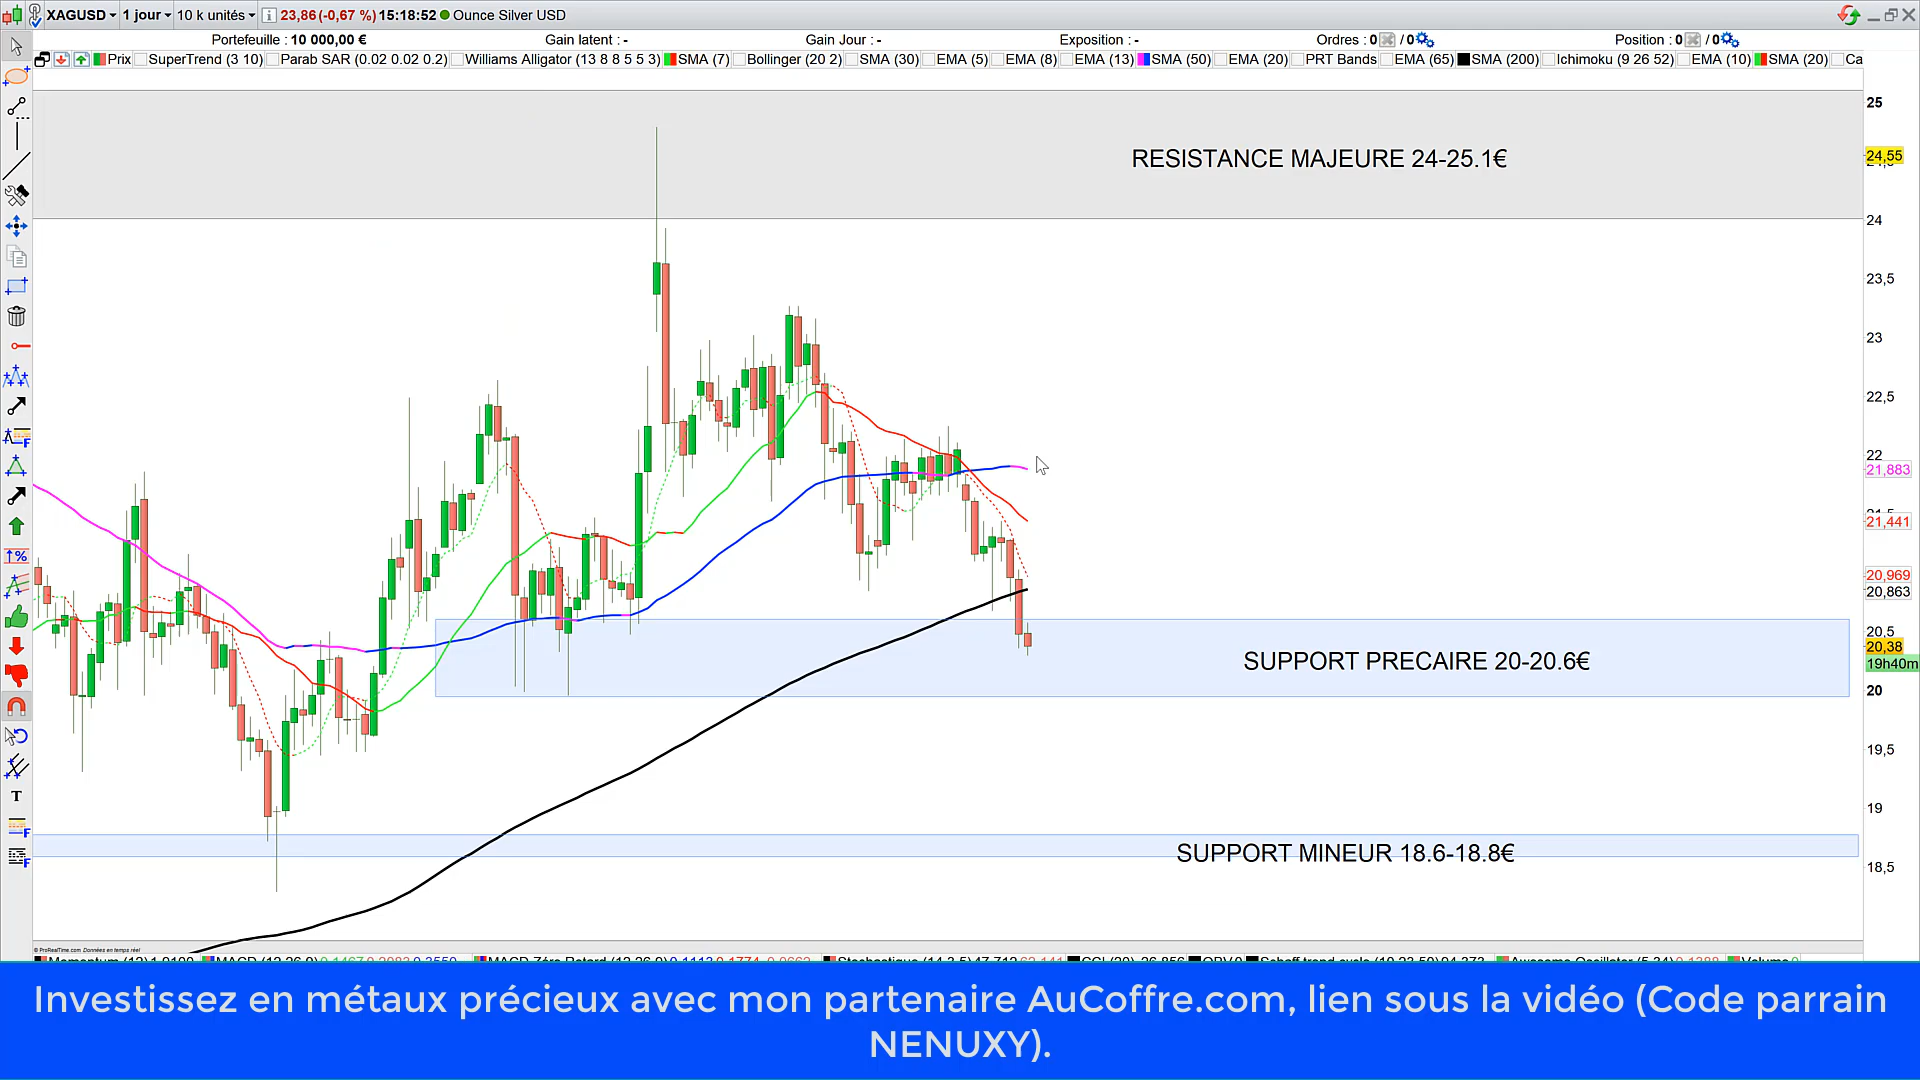 XAGUSD 1 jour 10 k unités 23,86 (-0,67 %) 15:18:52 Ounce Silver USD
Portefeuille : 10 000,00 € Gain latent : - Gain Jour : - Exposition : - Ordres : 0 / 0 Position : 0 / 0
Prix SuperTrend (3 10) Parab SAR (0.02 0.02 0.2) Williams Alligator (13 8 8 5 5 3) SMA (7) Bollinger (20 2) SMA (30) EMA (5) EMA (8) EMA (13) SMA (50) EMA (20) PRT Bands EMA (65) SMA (200) Ichimoku (9 26 52) EMA (10) SMA (20) Ca
25
RESISTANCE MAJEURE 24-25.1€
24,55
24
23,5
23
22,5
22
21,883
21,441
20,969
20,863
20,5
20,38
SUPPORT PRECAIRE 20-20.6€
19h40m
20
19,5
19
SUPPORT MINEUR 18.6-18.8€
18,5
© ProRealTime.com Données en temps réel
Investissez en métaux précieux avec mon partenaire AuCoffre.com, lien sous la vidéo (Code parrain
NENUXY).